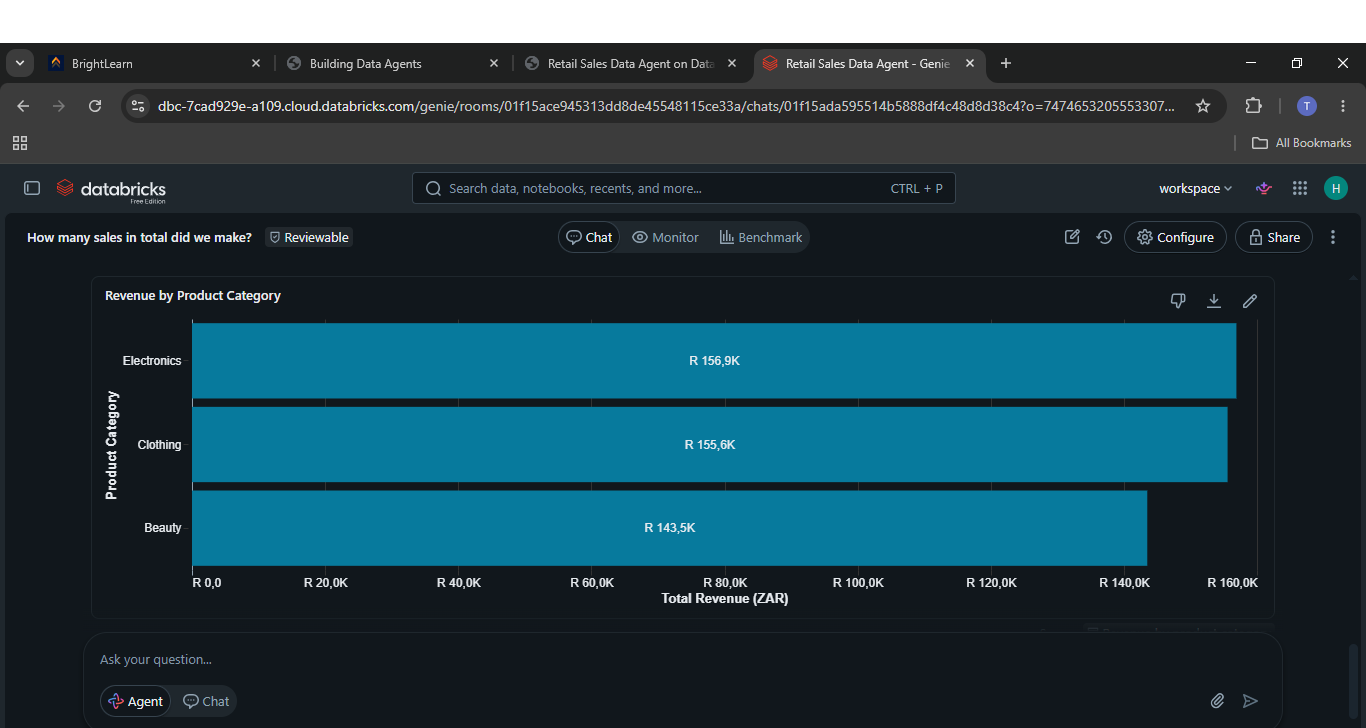 BrightLearn
Building Data Agents
Retail Sales Data Agent on Data
Retail Sales Data Agent - Genie
dbc-7cad929e-a109.cloud.databricks.com/genie/rooms/01f15ace945313dd8de45548115ce33a/chats/01f15ada595514b5888df4c48d8d38c4?o=7474653205553307...
T
All Bookmarks
databricks
Free Edition
Search data, notebooks, recents, and more...
CTRL + P
workspace
H
How many sales in total did we make?
Reviewable
Chat
Monitor
Benchmark
Configure
Share
Revenue by Product Category
Product Category
Electronics
R 156,9K
Clothing
R 155,6K
Beauty
R 143,5K
R 0,0 R 20,0K R 40,0K R 60,0K R 80,0K R 100,0K R 120,0K R 140,0K R 160,0K
Total Revenue (ZAR)
Ask your question...
Agent
Chat